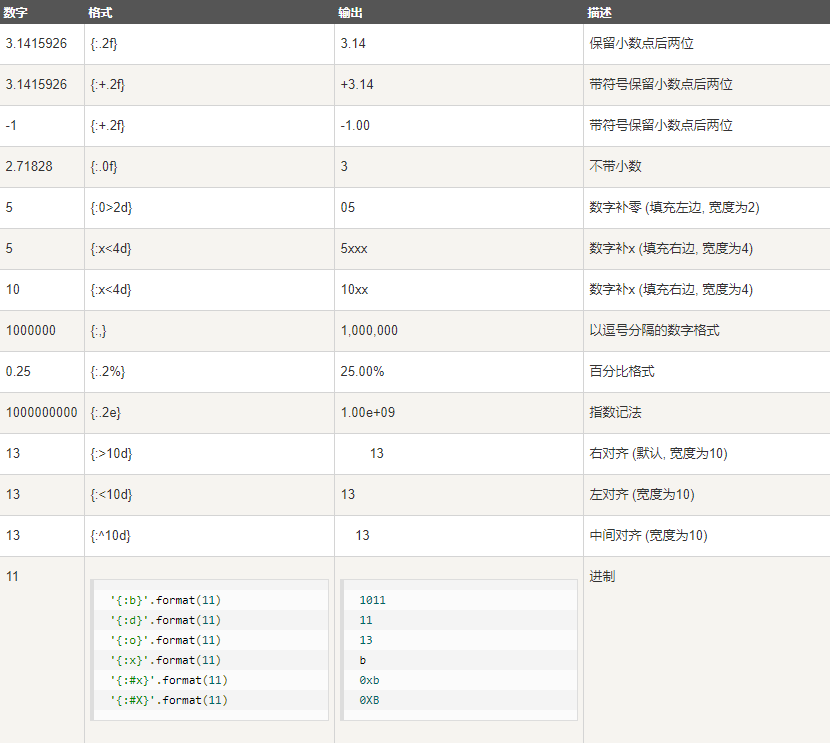 数字 格式 输出 描述
3.1415926 {:.2f} 3.14 保留小数点后两位
3.1415926 {:+.2f} +3.14 带符号保留小数点后两位
-1 {:+.2f} -1.00 带符号保留小数点后两位
2.71828 {:.0f} 3 不带小数
5 {:0>2d} 05 数字补零 (填充左边, 宽度为2)
5 {:x<4d} 5xxx 数字补x (填充右边, 宽度为4)
10 {:x<4d} 10xx 数字补x (填充右边, 宽度为4)
1000000 {:,} 1,000,000 以逗号分隔的数字格式
0.25 {:.2%} 25.00% 百分比格式
1000000000 {:.2e} 1.00e+09 指数记法
13 {:>10d} 13 右对齐 (默认, 宽度为10)
13 {:<10d} 13 左对齐 (宽度为10)
13 {:^10d} 13 中间对齐 (宽度为10)
11 进制
'{:b}'.format(11) 1011
'{:d}'.format(11) 11
'{:o}'.format(11) 13
'{:x}'.format(11) b
'{:#x}'.format(11) 0xb
'{:#X}'.format(11) 0XB